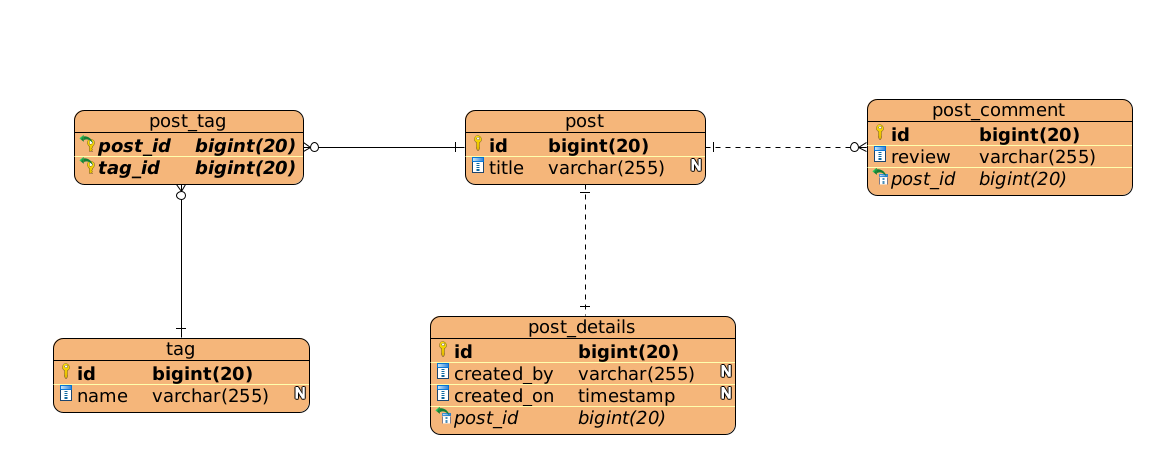 post_tag
post_id bigint(20)
tag_id bigint(20)
post
id bigint(20)
title varchar(255) N
post_comment
id bigint(20)
review varchar(255)
post_id bigint(20)
tag
id bigint(20)
name varchar(255) N
post_details
id bigint(20)
created_by varchar(255) N
created_on timestamp N
post_id bigint(20)